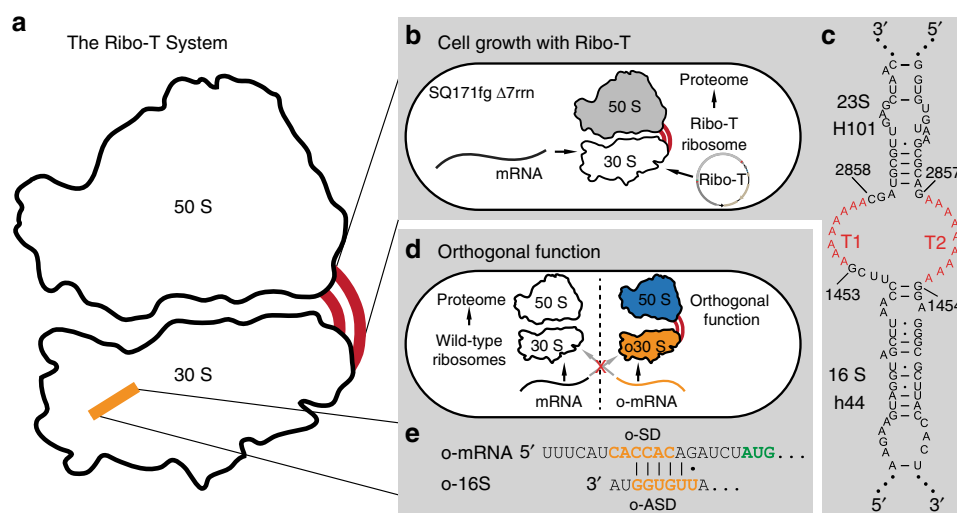 a
The Ribo-T System
50 S
30 S
b
Cell growth with Ribo-T
SQ171fg Δ7rrn
50 S
30 S
mRNA
Proteome
Ribo-T
ribosome
Ribo-T
d
Orthogonal function
Proteome
Wild-type
ribosomes
50 S
30 S
mRNA
X
50 S
o30 S
o-mRNA
Orthogonal
function
e
o-SD
o-mRNA 5′ UUUCAUCACCACAGAUCUAUG...
o-16S 3′ AUGGUGUUA...
o-ASD
c
3′ 5′
23S
H101
2858
2857
T1
T2
1453
1454
16 S
h44
5′ 3′